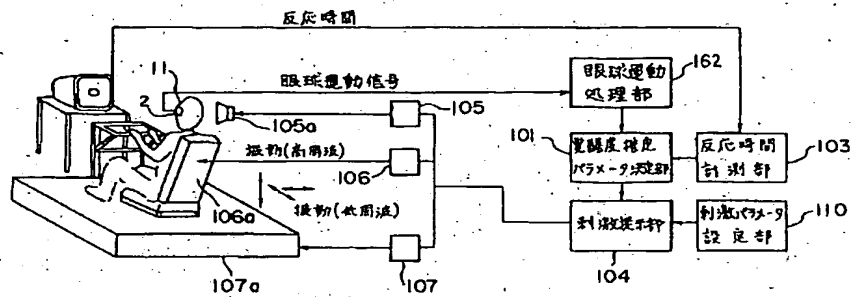 反応時間
11
眼球運動信号
眼球運動
処理部
162
2
105
105a
101
覚醒度推定
パラメータ決定部
反応時間
計測部
103
振動(高周波)
106
106a
振動(低周波)
刺激提示部
刺激パラメータ
設定部
110
104
107
107a